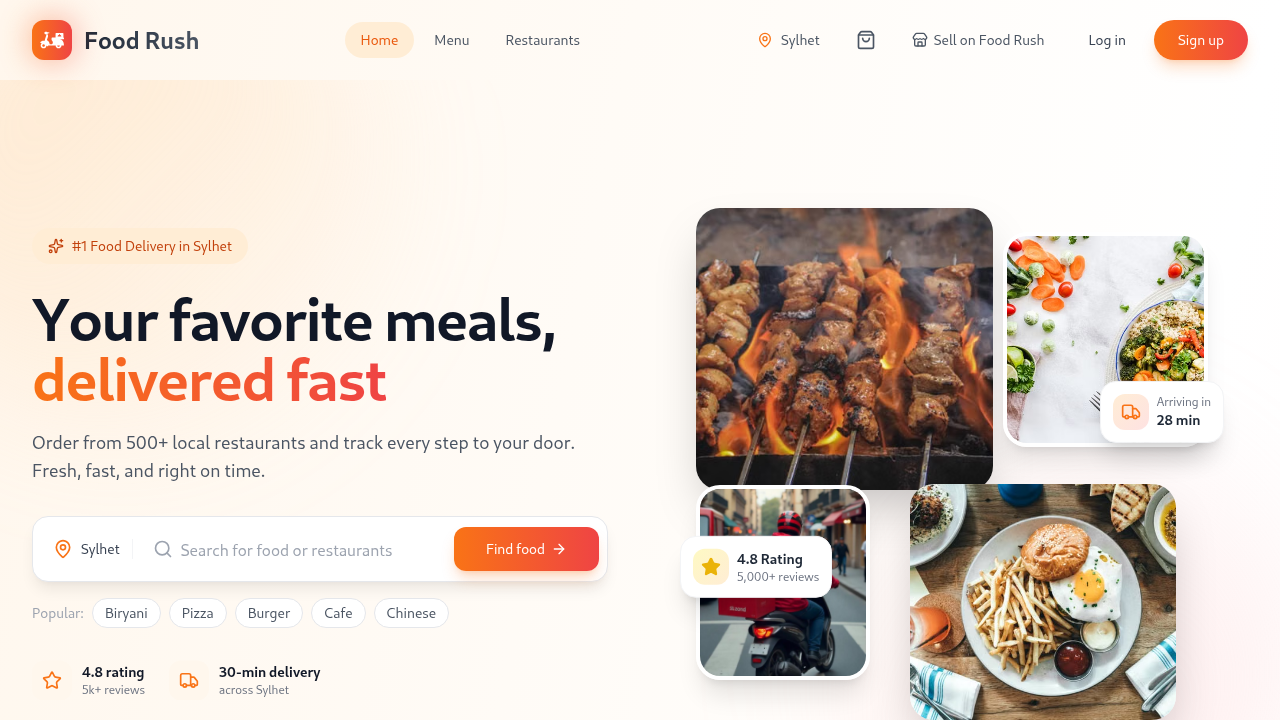 Food Rush
Home
Menu
Restaurants
Sylhet
Sell on Food Rush
Log in
Sign up
#1 Food Delivery in Sylhet
Your favorite meals,
delivered fast
Order from 500+ local restaurants and track every step to your door.
Fresh, fast, and right on time.
Sylhet
Search for food or restaurants
Find food
Popular:
Biryani
Pizza
Burger
Cafe
Chinese
4.8 rating
5k+ reviews
30-min delivery
across Sylhet
Arriving in
28 min
4.8 Rating
5,000+ reviews